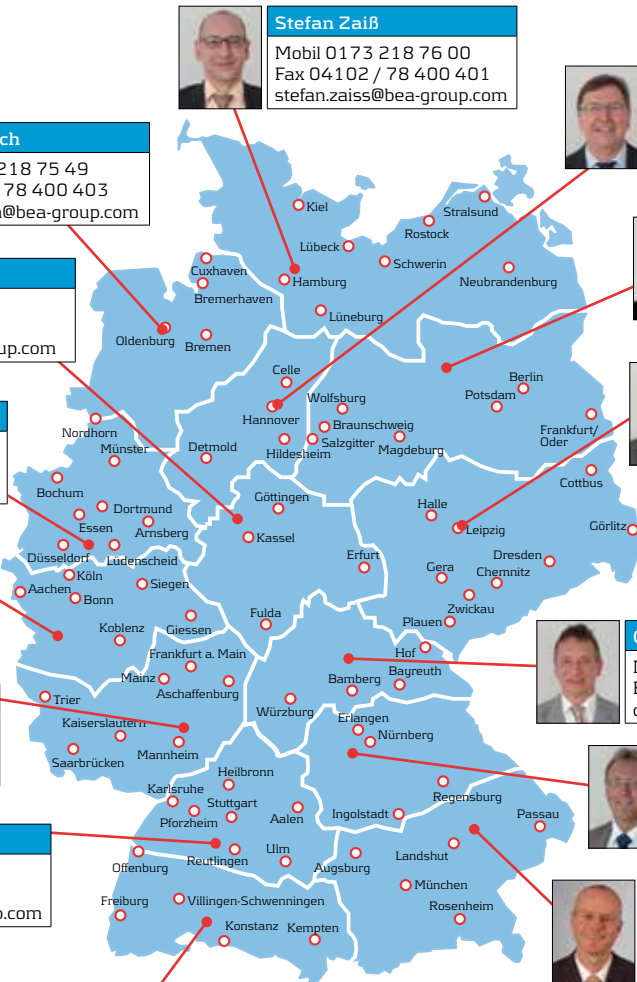 Stefan Zaiß
Mobil 0173 218 76 00
Fax 04102 / 78 400 401
stefan.zaiss@bea-group.com
ch
218 75 49
78 400 403
@bea-group.com
up.com
.com
Kiel
Stralsund
Rostock
Lübeck
Schwerin
Cuxhaven
Hamburg
Neubrandenburg
Bremerhaven
Lüneburg
Oldenburg
Bremen
Celle
Berlin
Wolfsburg
Potsdam
Hannover
Braunschweig
Nordhorn
Hildesheim
Salzgitter
Magdeburg
Frankfurt/
Oder
Münster
Detmold
Cottbus
Bochum
Göttingen
Halle
Dortmund
Essen
Arnsberg
Leipzig
Görlitz
Kassel
Düsseldorf
Lüdenscheid
Erfurt
Dresden
Köln
Gera
Chemnitz
Aachen
Siegen
Bonn
Zwickau
Koblenz
Giessen
Fulda
Plauen
Frankfurt a. Main
Hof
Mainz
Bamberg
Bayreuth
Aschaffenburg
Trier
Würzburg
Kaiserslautern
Erlangen
Nürnberg
Saarbrücken
Mannheim
Heilbronn
Regensburg
Karlsruhe
Stuttgart
Pforzheim
Aalen
Ingolstadt
Passau
Reutlingen
Ulm
Landshut
Offenburg
Augsburg
München
Freiburg
Villingen-Schwenningen
Rosenheim
Konstanz
Kempten